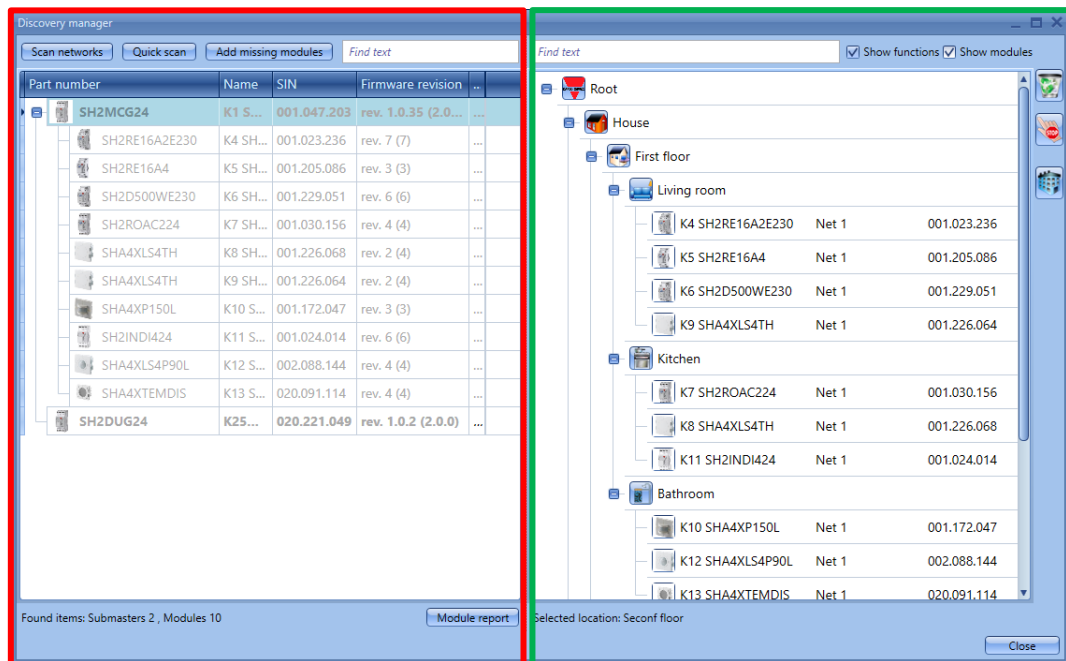 Discovery manager
Scan networks Quick scan Add missing modules Find text Find text Show functions Show modules
Part number Name SIN Firmware revision ..
SH2MCG24 K1 S... 001.047.203 rev. 1.0.35 (2.0... ...
SH2RE16A2E230 K4 SH... 001.023.236 rev. 7 (7) ...
SH2RE16A4 K5 SH... 001.205.086 rev. 3 (3) ...
SH2D500WE230 K6 SH... 001.229.051 rev. 6 (6) ...
SH2ROAC224 K7 SH... 001.030.156 rev. 4 (4) ...
SHA4XLS4TH K8 SH... 001.226.068 rev. 2 (4) ...
SHA4XLS4TH K9 SH... 001.226.064 rev. 2 (4) ...
SHA4XP150L K10 S... 001.172.047 rev. 3 (3) ...
SH2INDI424 K11 S... 001.024.014 rev. 6 (6) ...
SHA4XLS4P90L K12 S... 002.088.144 rev. 4 (4) ...
SHA4XTEMDIS K13 S... 020.091.114 rev. 4 (4) ...
SH2DUG24 K25... 020.221.049 rev. 1.0.2 (2.0.0) ...
Found items: Submasters 2 , Modules 10 Module report
Root
House
First floor
Living room
K4 SH2RE16A2E230 Net 1 001.023.236
K5 SH2RE16A4 Net 1 001.205.086
K6 SH2D500WE230 Net 1 001.229.051
K9 SHA4XLS4TH Net 1 001.226.064
Kitchen
K7 SH2ROAC224 Net 1 001.030.156
K8 SHA4XLS4TH Net 1 001.226.068
K11 SH2INDI424 Net 1 001.024.014
Bathroom
K10 SHA4XP150L Net 1 001.172.047
K12 SHA4XLS4P90L Net 1 002.088.144
K13 SHA4XTEMDIS Net 1 020.091.114
Selected location: Seconf floor
Close
STOP